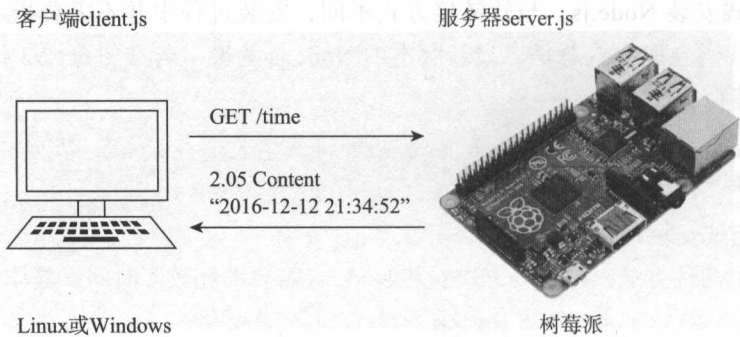 客户端client.js
服务器server.js
GET /time
2.05 Content
“2016-12-12 21:34:52”
Linux或Windows
树莓派